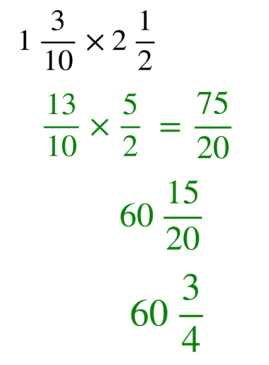 1 3/10 × 2 1/2
13/10 × 5/2 = 75/20
60 15/20
60 3/4